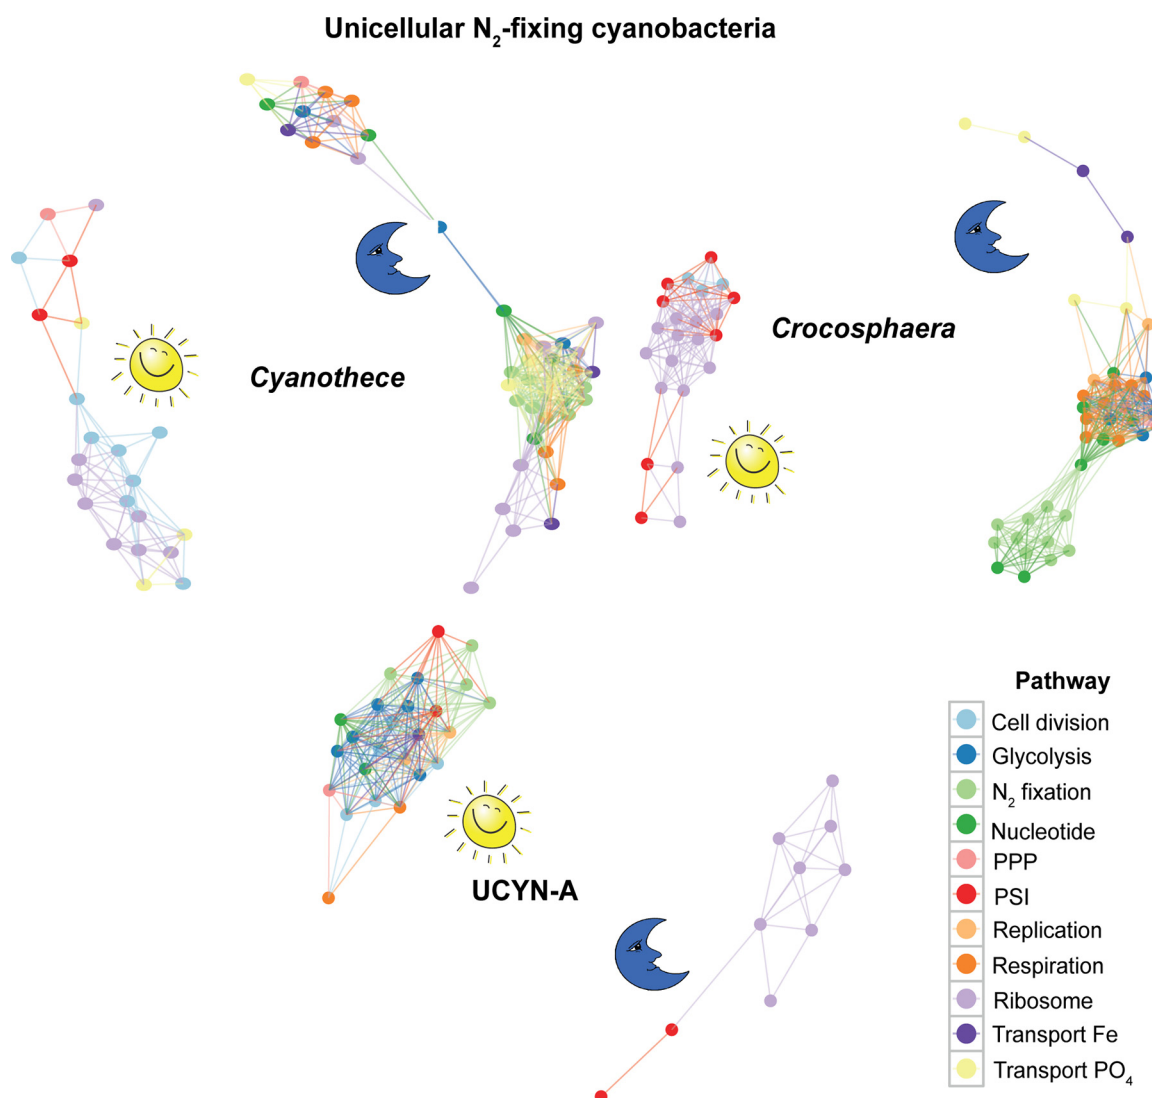 Unicellular N₂-fixing cyanobacteria
Crocosphaera
Cyanothece
UCYN-A
Pathway
Cell division
Glycolysis
N₂ fixation
Nucleotide
PPP
PSI
Replication
Respiration
Ribosome
Transport Fe
Transport PO₄